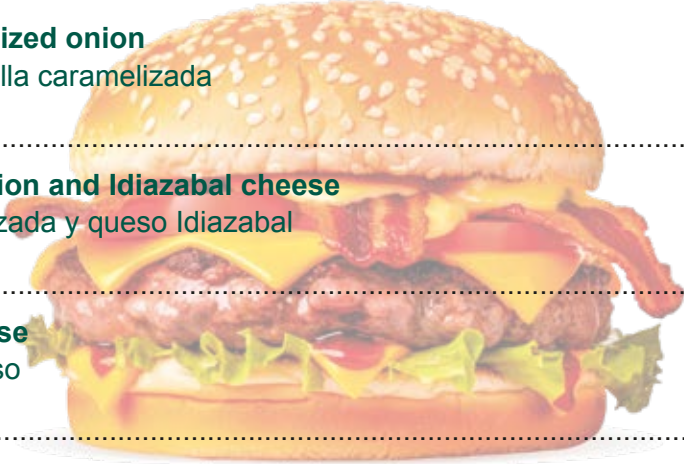 ized onion
lla caramelizada
ion and Idiazabal cheese
zada y queso Idiazabal
se
so